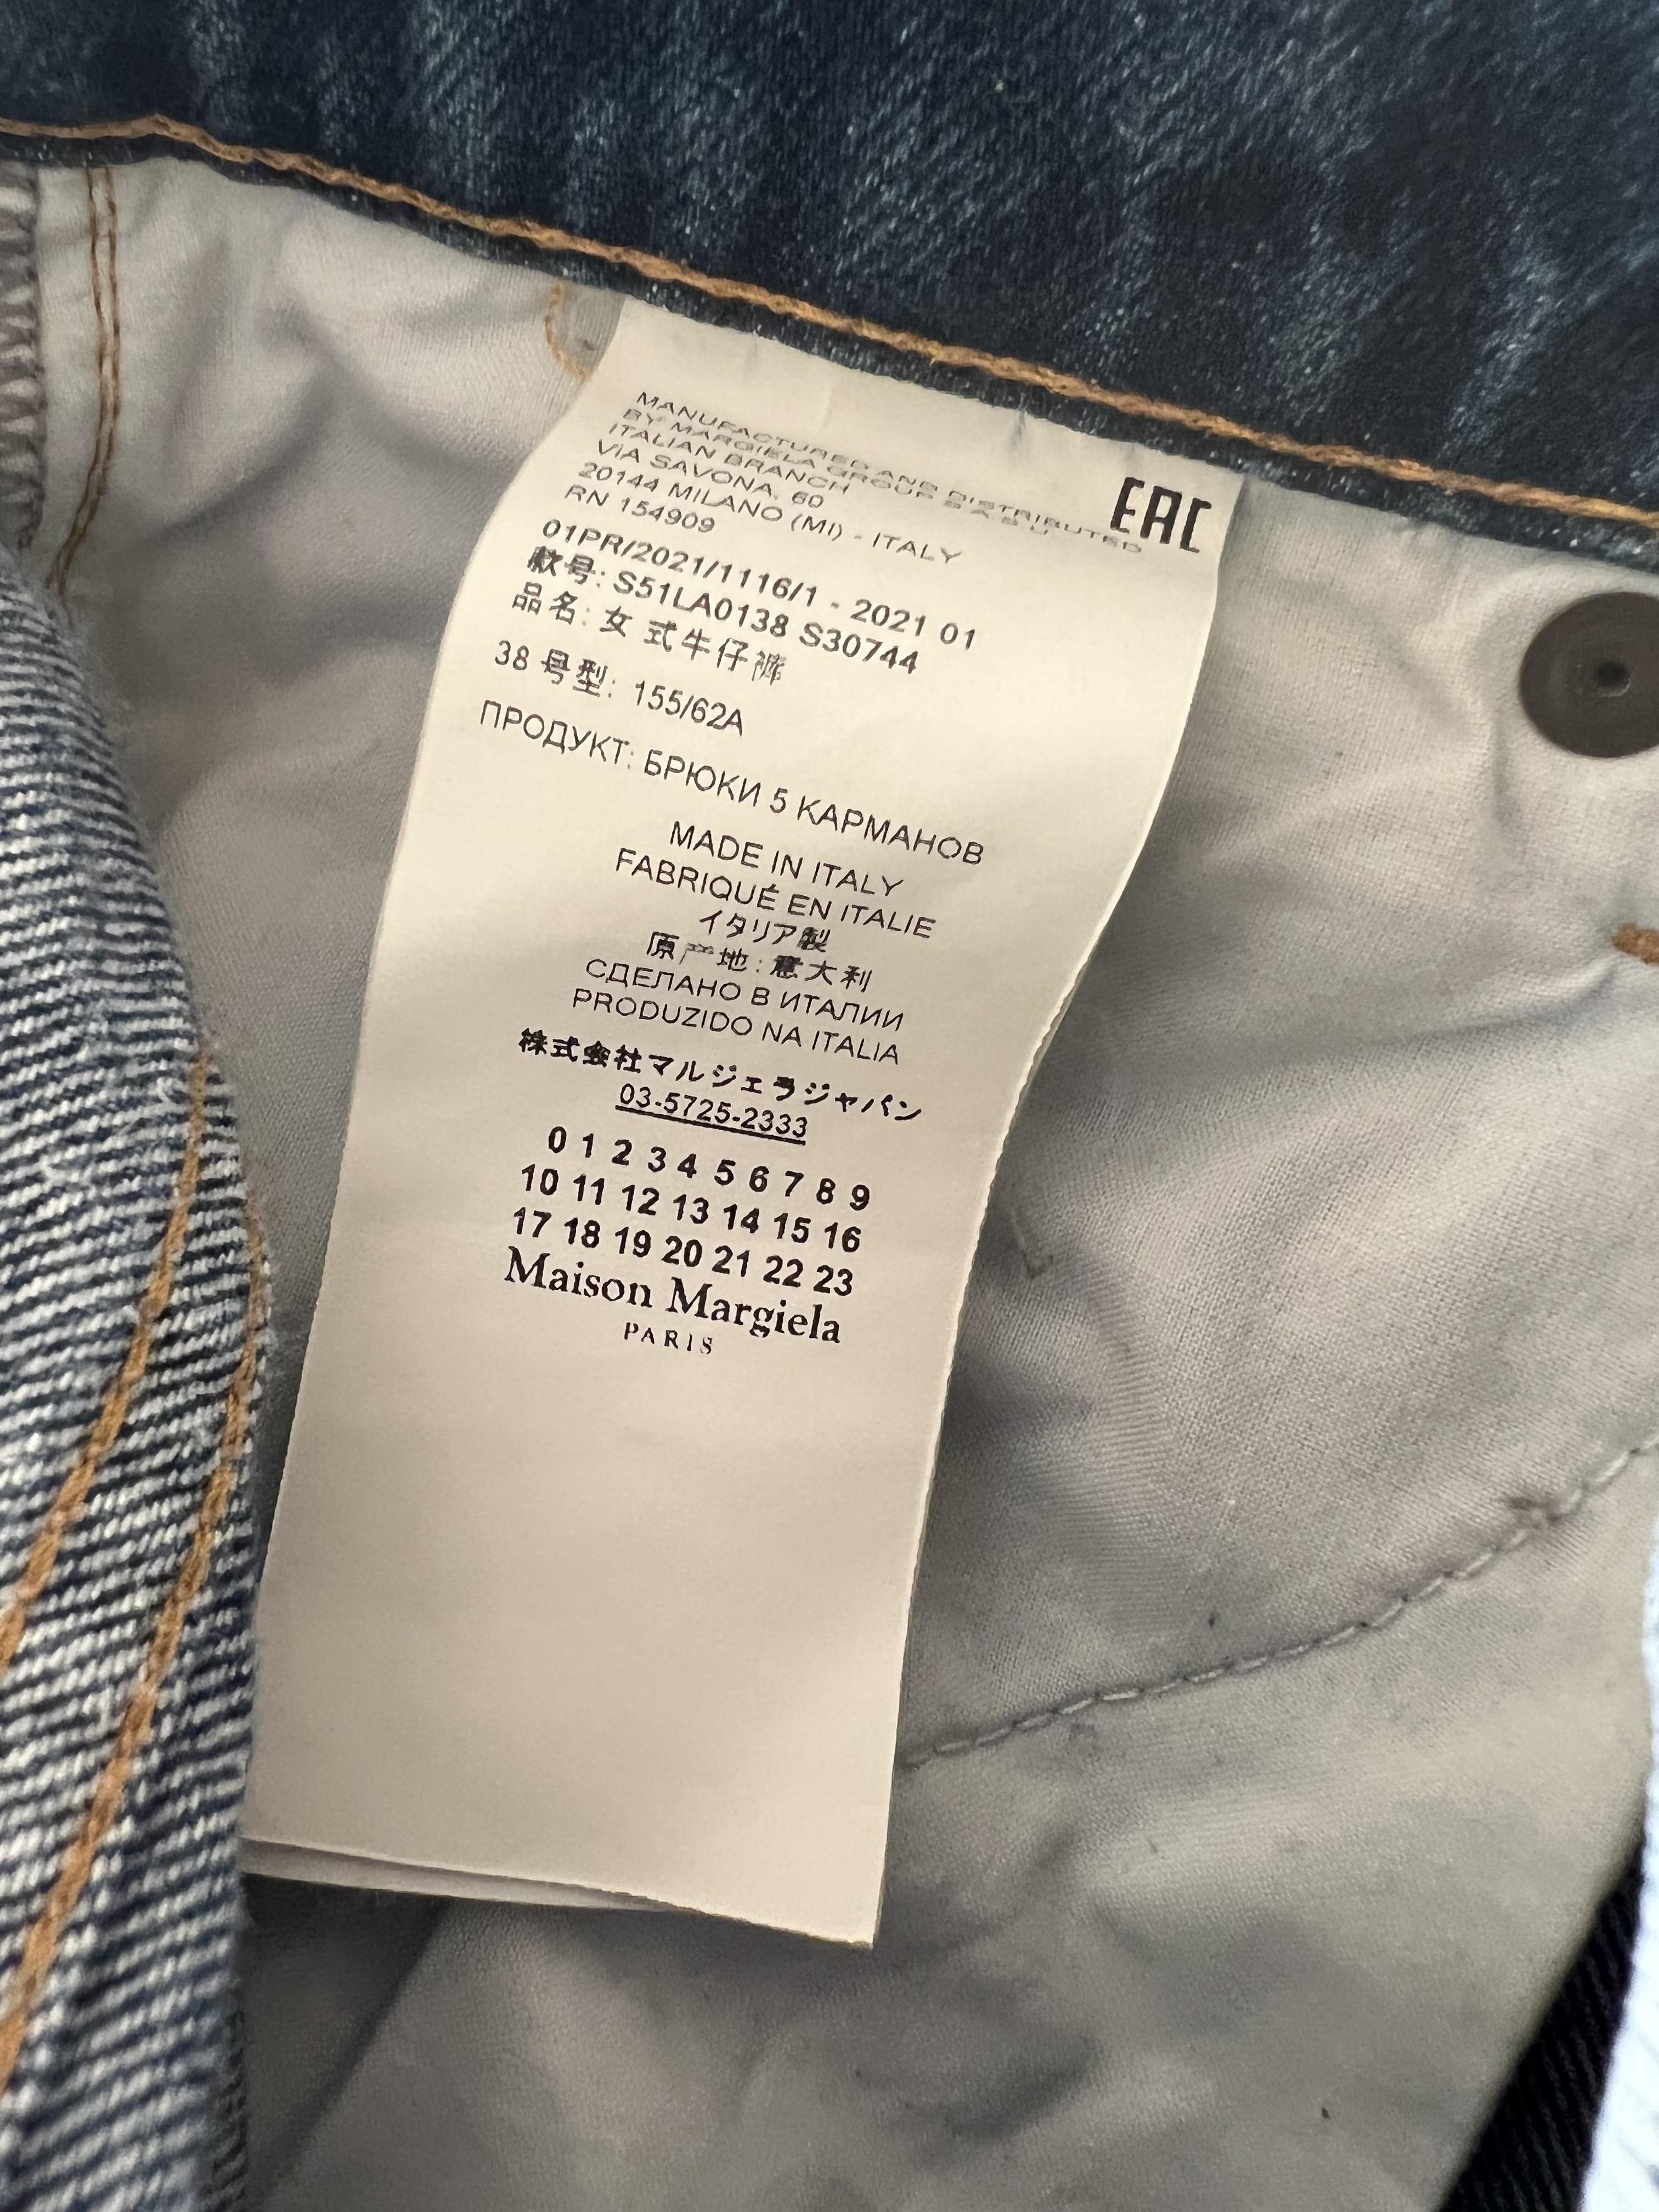 MANUFACTURED AND DISTRIBUTED
BY MARGIELA GROUP S.A.S.U.
ITALIAN BRANCH
VIA SAVONA, 60
20144 MILANO (MI) - ITALY
RN 154909
EAC
01PR/2021/1116/1 - 2021 01
款号: S51LA0138 S30744
品名: 女式牛仔裤
38 号型: 155/62A
ПРОДУКТ: БРЮКИ 5 КАРМАНОВ
MADE IN ITALY
FABRIQUÉ EN ITALIE
イタリア製
原产地: 意大利
СДЕЛАНО В ИТАЛИИ
PRODUZIDO NA ITALIA
株式会社マルジェラジャパン
03-5725-2333
0 1 2 3 4 5 6 7 8 9
10 11 12 13 14 15 16
17 18 19 20 21 22 23
Maison Margiela
PARIS